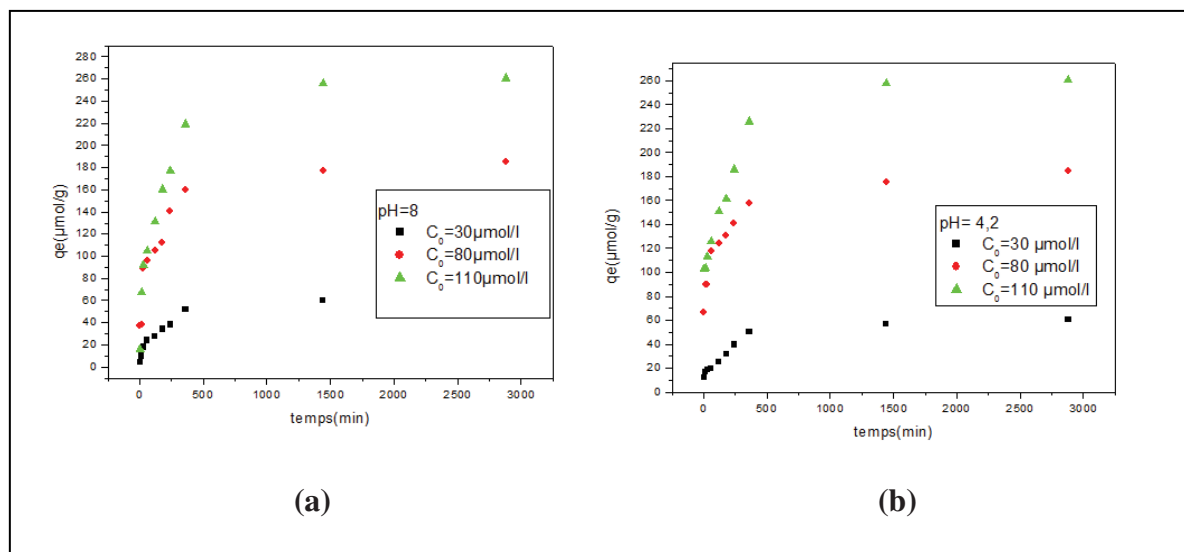 280
260
240
220
200
180
160
140
120
100
80
60
40
20
0
qe(µmol/g)
pH=8
C0=30µmol/l
C0=80µmol/l
C0=110µmol/l
0 500 1000 1500 2000 2500 3000
temps(min)
(a)
260
240
220
200
180
160
140
120
100
80
60
40
20
0
qe(µmol/g)
pH= 4,2
C0=30 µmol/l
C0=80 µmol/l
C0=110 µmol/l
0 500 1000 1500 2000 2500 3000
temps(min)
(b)